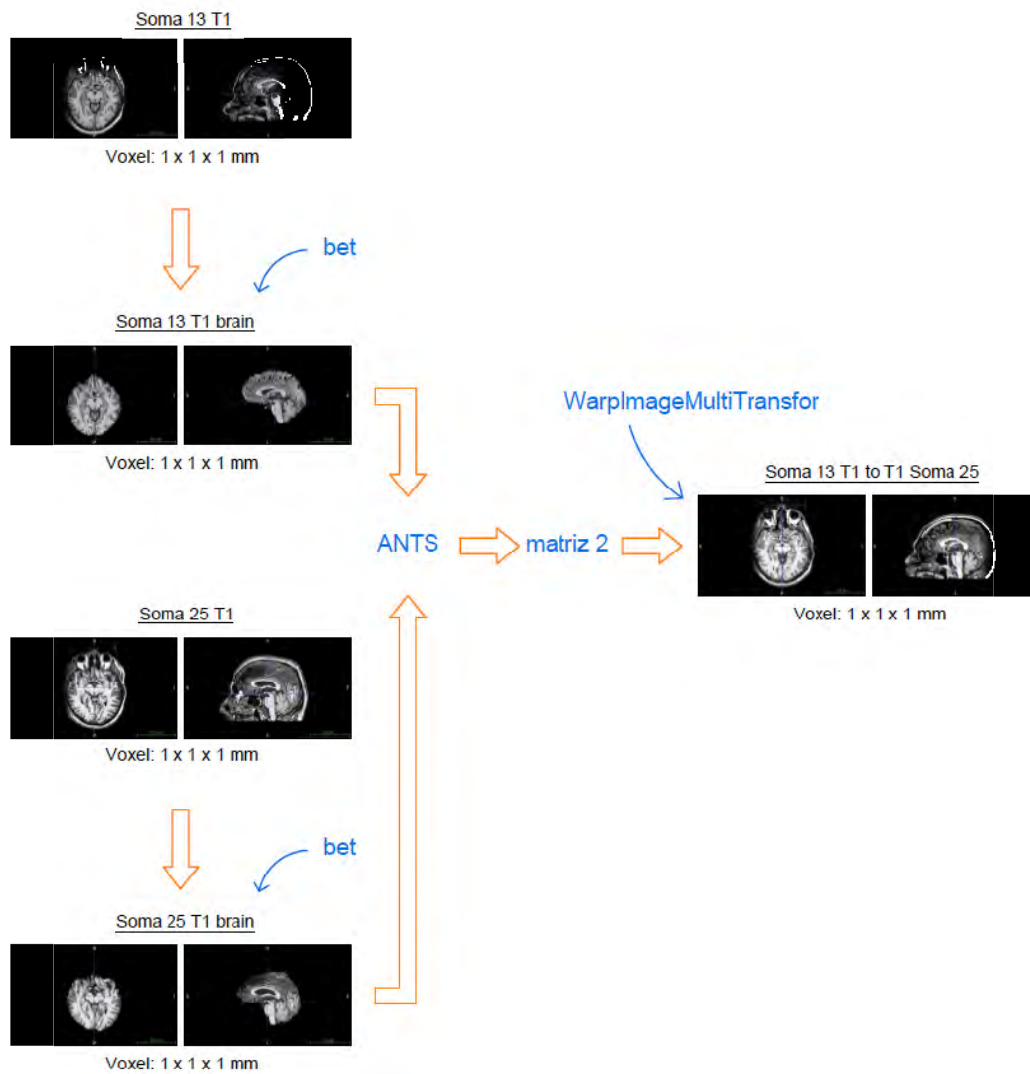 Soma 13 T1
Voxel: 1 x 1 x 1 mm
bet
Soma 13 T1 brain
Voxel: 1 x 1 x 1 mm
WarpImageMultiTransfor
Soma 13 T1 to T1 Soma 25
ANTS
matriz 2
Voxel: 1 x 1 x 1 mm
Soma 25 T1
Voxel: 1 x 1 x 1 mm
bet
Soma 25 T1 brain
Voxel: 1 x 1 x 1 mm